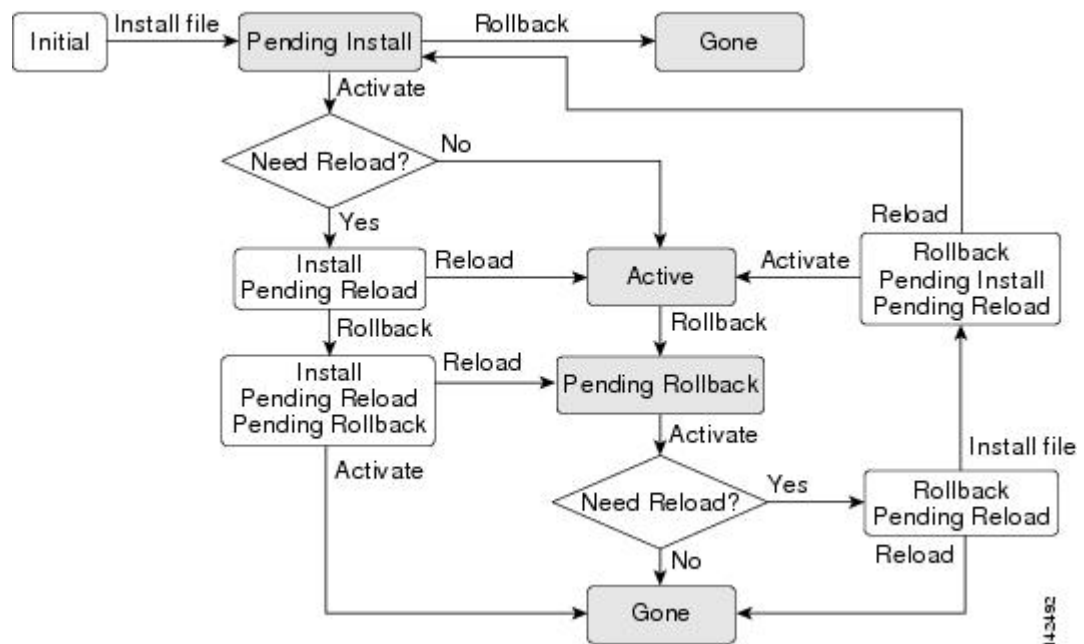 Initial
Install file
Pending Install
Rollback
Gone
Activate
Need Reload?
No
Yes
Install
Pending Reload
Reload
Active
Activate
Reload
Rollback
Pending Install
Pending Reload
Rollback
Rollback
Install
Pending Reload
Pending Rollback
Reload
Pending Rollback
Activate
Activate
Need Reload?
Yes
Install file
Rollback
Pending Reload
Reload
No
Gone